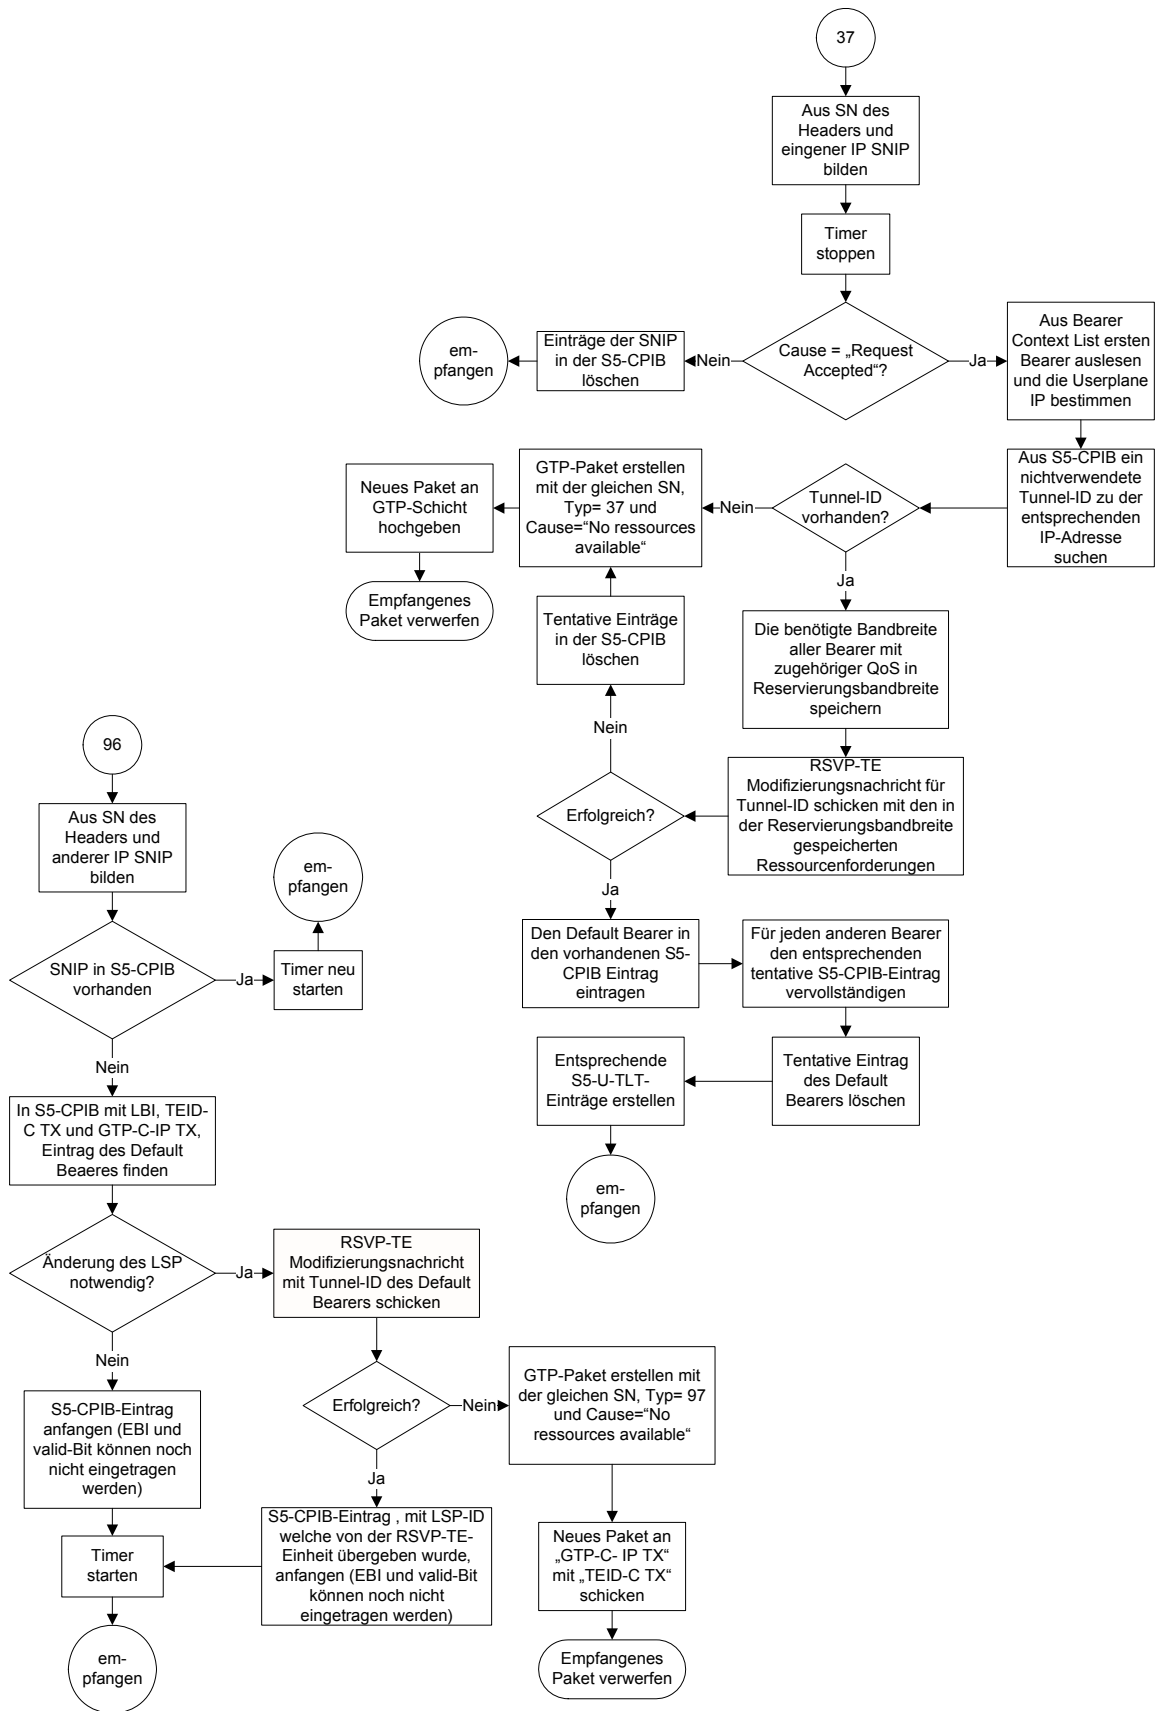 37
Aus SN des
Headers und
eingener IP SNIP
bilden
Timer
stoppen
Cause = „Request
Accepted“?
Nein
Einträge der SNIP
in der S5-CPIB
löschen
em-
pfangen
Ja
Aus Bearer
Context List ersten
Bearer auslesen
und die Userplane
IP bestimmen
Aus S5-CPIB ein
nichtverwendete
Tunnel-ID zu der
entsprechenden
IP-Adresse
suchen
Tunnel-ID
vorhanden?
Nein
GTP-Paket erstellen
mit der gleichen SN,
Typ= 37 und
Cause=“No ressources
available“
Neues Paket an
GTP-Schicht
hochgeben
Empfangenes
Paket verwerfen
Ja
Die benötigte Bandbreite
aller Bearer mit
zugehöriger QoS in
Reservierungsbandbreite
speichern
RSVP-TE
Modifizierungsnachricht für
Tunnel-ID schicken mit den in
der Reservierungsbandbreite
gespeicherten
Ressourcenforderungen
Erfolgreich?
Nein
Tentative Einträge
in der S5-CPIB
löschen
Ja
Den Default Bearer in
den vorhandenen S5-
CPIB Eintrag
eintragen
Für jeden anderen Bearer
den entsprechenden
tentative S5-CPIB-Eintrag
vervollständigen
Tentative Eintrag
des Default
Bearers löschen
Entsprechende
S5-U-TLT-
Einträge erstellen
em-
pfangen
96
Aus SN des
Headers und
anderer IP SNIP
bilden
SNIP in S5-CPIB
vorhanden
Ja
Timer neu
starten
em-
pfangen
Nein
In S5-CPIB mit LBI, TEID-
C TX und GTP-C-IP TX,
Eintrag des Default
Beaeres finden
Änderung des LSP
notwendig?
Ja
RSVP-TE
Modifizierungsnachricht
mit Tunnel-ID des Default
Bearers schicken
Nein
S5-CPIB-Eintrag
anfangen (EBI und
valid-Bit können noch
nicht eingetragen
werden)
Erfolgreich?
Nein
GTP-Paket erstellen mit
der gleichen SN, Typ= 97
und Cause=“No
ressources available“
Neues Paket an
„GTP-C- IP TX“
mit „TEID-C TX“
schicken
Empfangenes
Paket verwerfen
Ja
S5-CPIB-Eintrag , mit LSP-ID
welche von der RSVP-TE-
Einheit übergeben wurde,
anfangen (EBI und valid-Bit
können noch nicht
eingetragen werden)
Timer
starten
em-
pfangen